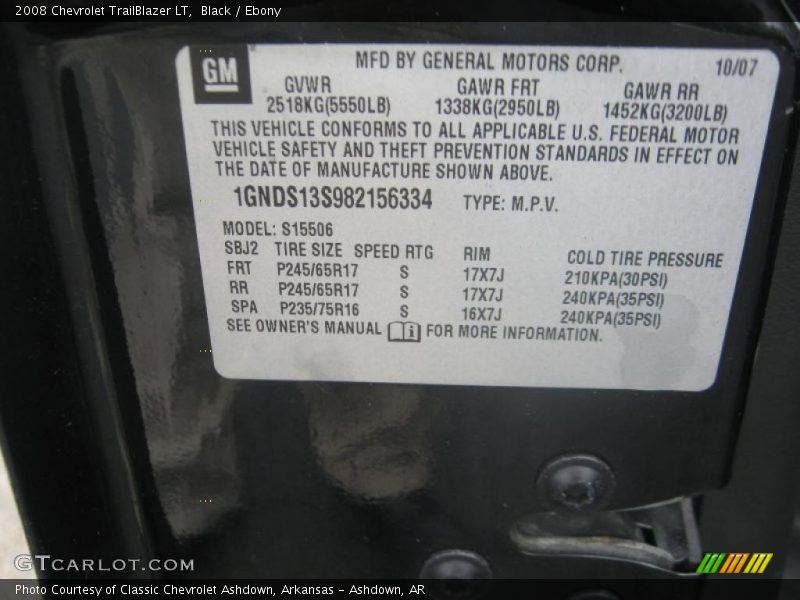 2008 Chevrolet TrailBlazer LT, Black / Ebony
GM
MFD BY GENERAL MOTORS CORP. 10/07
GVWR GAWR FRT GAWR RR
2518KG(5550LB) 1338KG(2950LB) 1452KG(3200LB)
THIS VEHICLE CONFORMS TO ALL APPLICABLE U.S. FEDERAL MOTOR
VEHICLE SAFETY AND THEFT PREVENTION STANDARDS IN EFFECT ON
THE DATE OF MANUFACTURE SHOWN ABOVE.
1GNDS13S982156334 TYPE: M.P.V.
MODEL: S15506
SBJ2 TIRE SIZE SPEED RTG RIM COLD TIRE PRESSURE
FRT P245/65R17 S 17X7J 210KPA(30PSI)
RR P245/65R17 S 17X7J 240KPA(35PSI)
SPA P235/75R16 S 16X7J 240KPA(35PSI)
SEE OWNER'S MANUAL i FOR MORE INFORMATION.
GTCARLOT.COM
Photo Courtesy of Classic Chevrolet Ashdown, Arkansas - Ashdown, AR